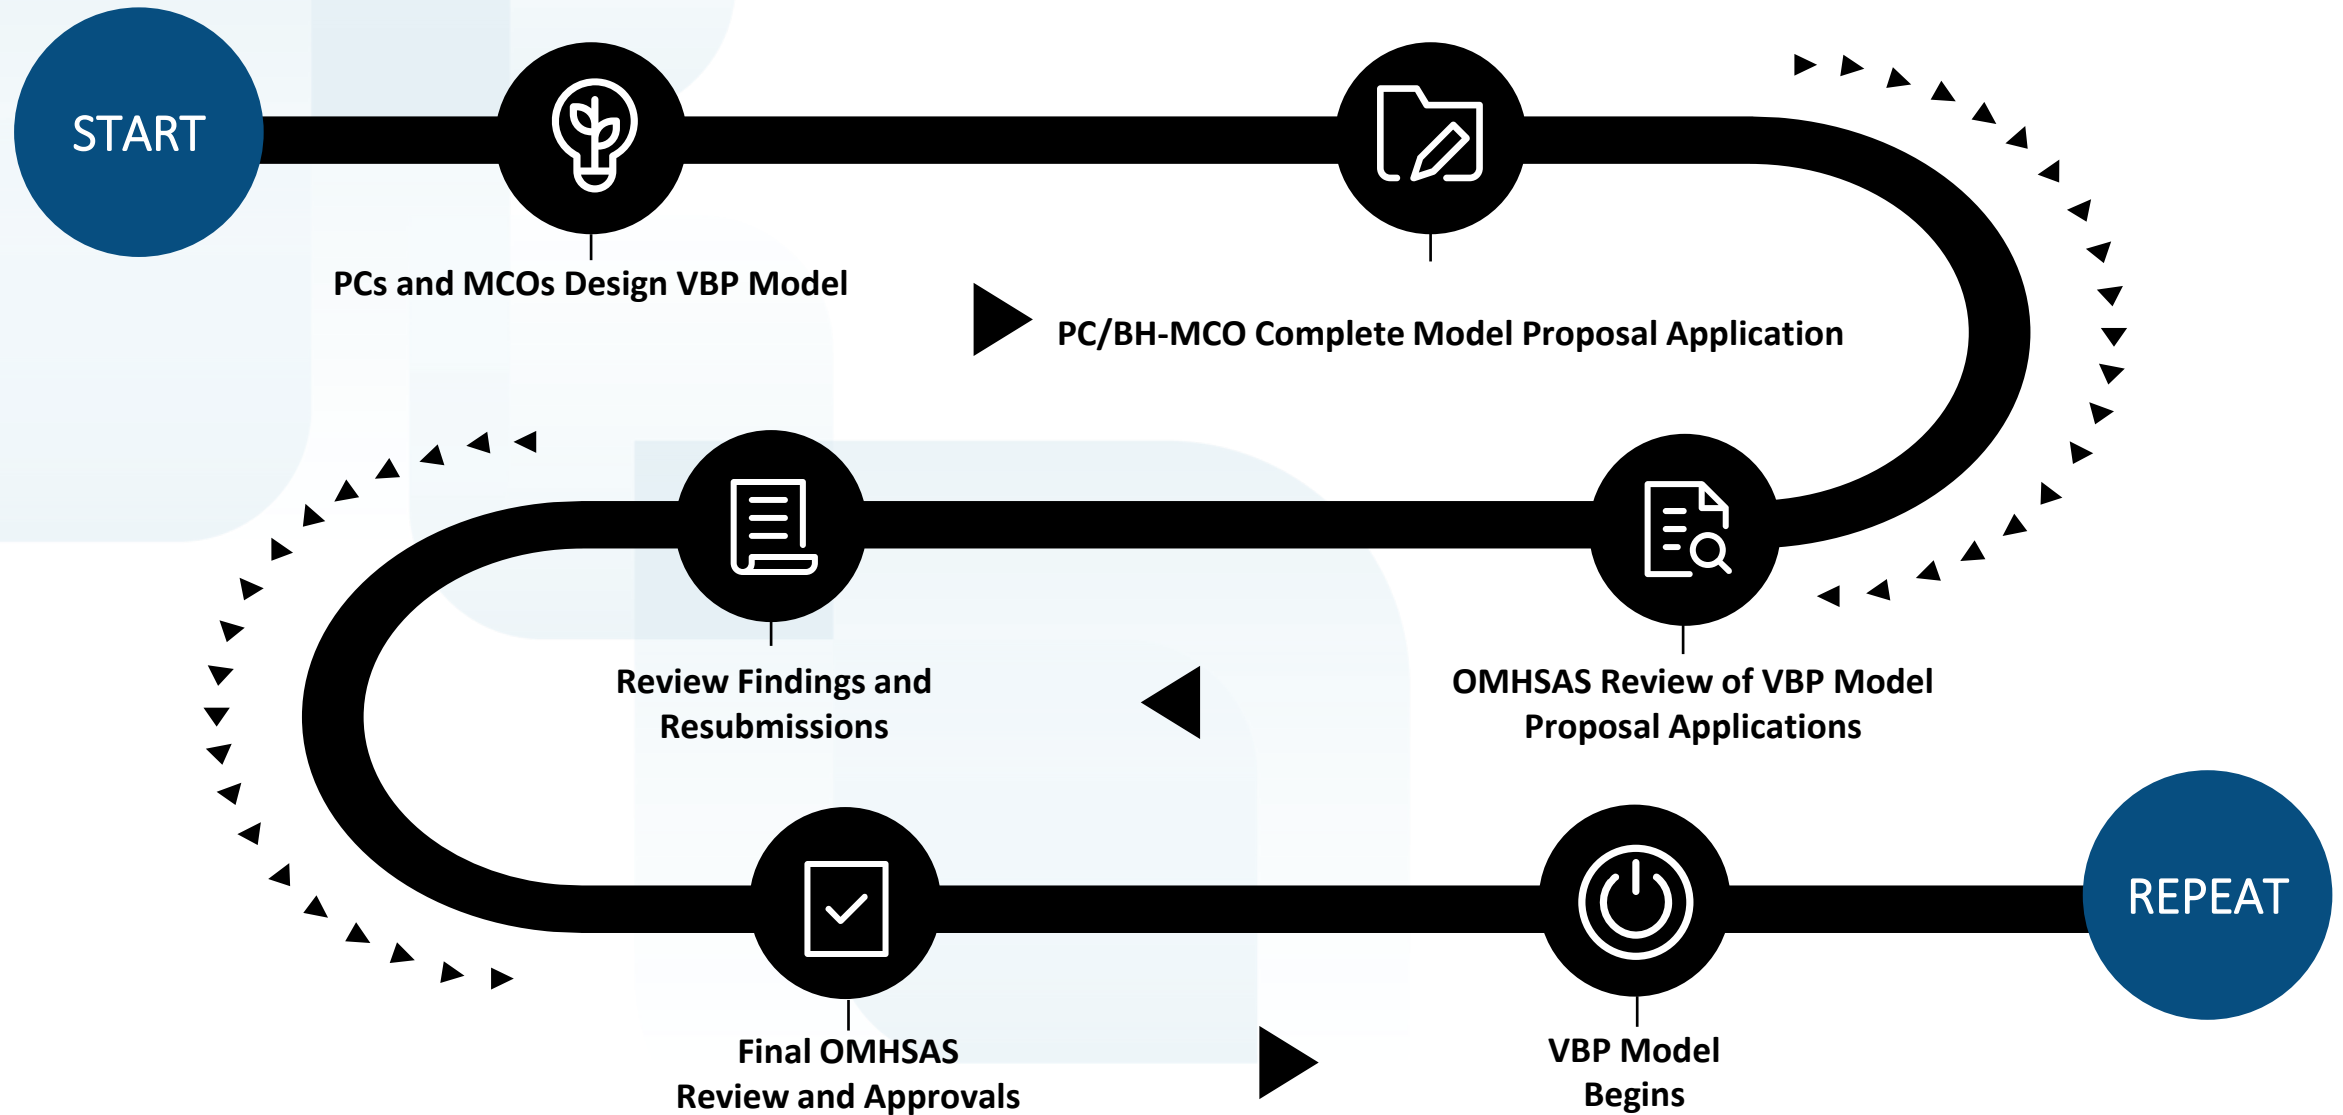 START
PCs and MCOs Design VBP Model
PC/BH-MCO Complete Model Proposal Application
OMHSAS Review of VBP Model
Proposal Applications
Review Findings and
Resubmissions
Final OMHSAS
Review and Approvals
VBP Model
Begins
REPEAT